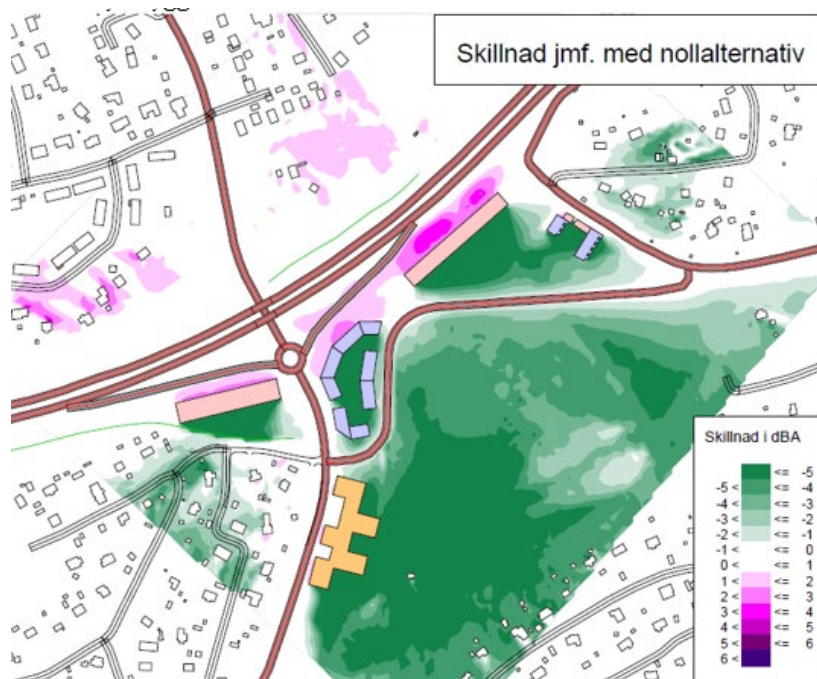 Skillnad jmf. med nollalternativ
Skillnad i dBA
<= -5
-5 < <= -4
-4 < <= -3
-3 < <= -2
-2 < <= -1
-1 < <= 0
0 < <= 1
1 < <= 2
2 < <= 3
3 < <= 4
4 < <= 5
5 < <= 6
6 <